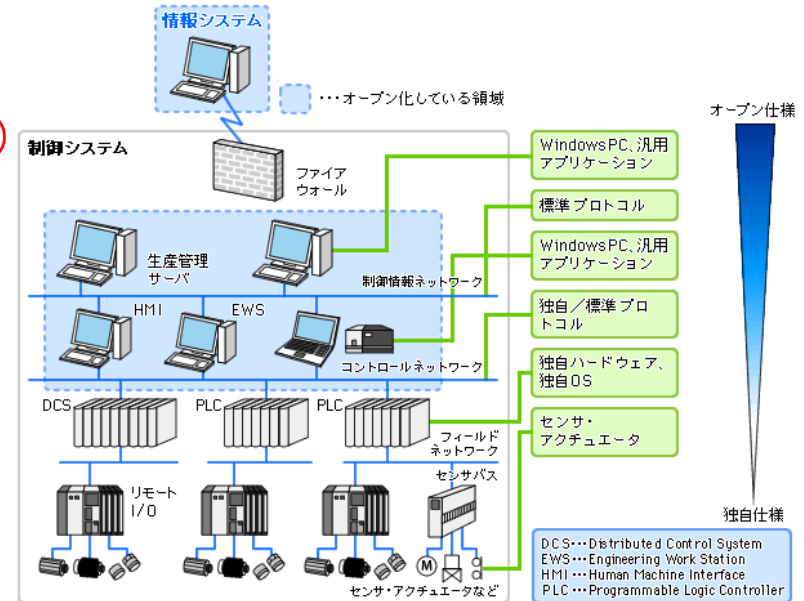 情報システム
･･･オープン化している領域
オープン仕様
制御システム
ファイア
ウォール
WindowsPC、汎用
アプリケーション
標準プロトコル
生産管理
サーバ
WindowsPC、汎用
アプリケーション
制御情報ネットワーク
HMI
EWS
独自／標準プロ
トコル
コントロールネットワーク
独自ハードウェア、
独自OS
DCS
PLC
PLC
センサ・
アクチュエータ
フィールド
ネットワーク
センサバス
リモート
I/O
M
センサ・アクチュエータなど
独自仕様
DCS･･･Distributed Control System
EWS･･･Engineering Work Station
HMI･･･Human Machine Interface
PLC･･･Programmable Logic Controller